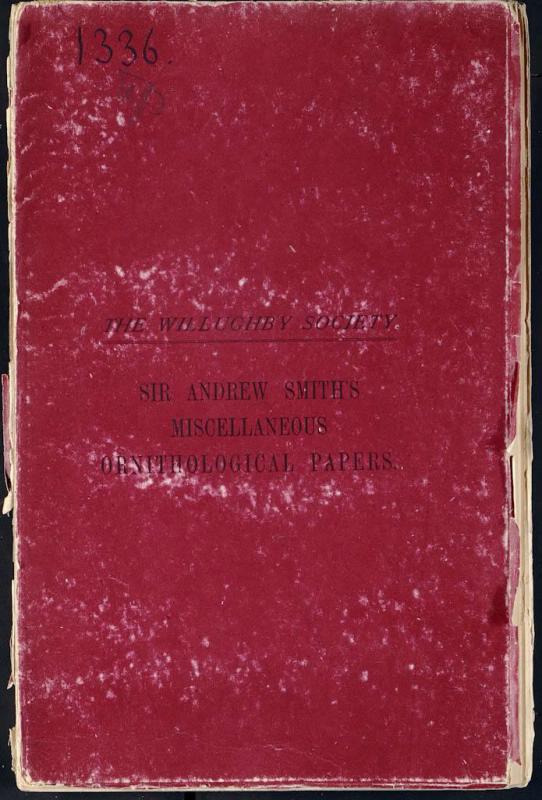 1336.
THE WILLUGHBY SOCIETY.
SIR ANDREW SMITH'S
MISCELLANEOUS
ORNITHOLOGICAL PAPERS.